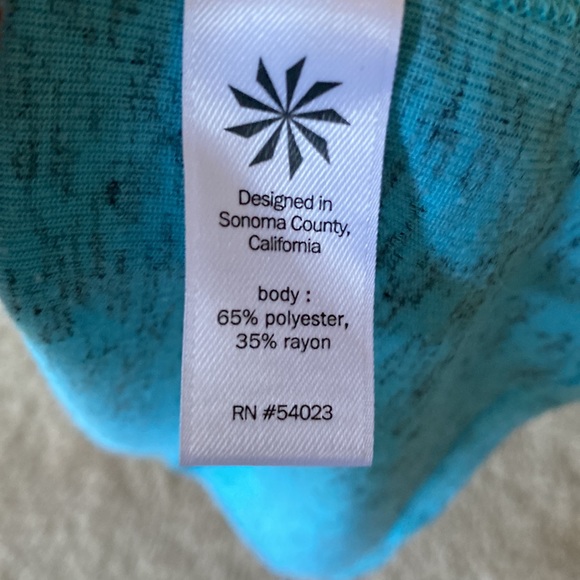 Designed in
Sonoma County,
California
body :
65% polyester,
35% rayon
RN #54023